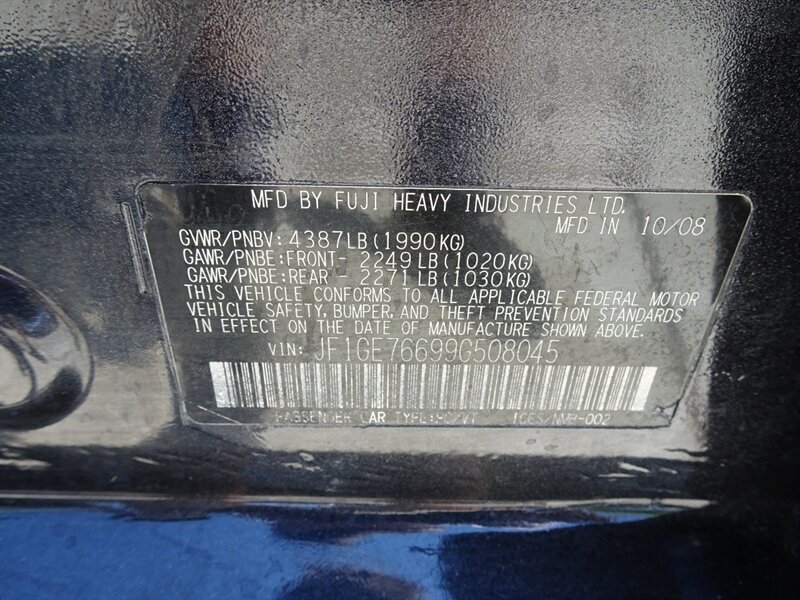 MFD BY FUJI HEAVY INDUSTRIES LTD.
MFD IN 10/08
GVWR/PNBV: 4387LB(1990KG)
GAWR/PNBE:FRONT- 2249LB(1020KG)
GAWR/PNBE:REAR - 2271LB(1030KG)
THIS VEHICLE CONFORMS TO ALL APPLICABLE FEDERAL MOTOR
VEHICLE SAFETY, BUMPER, AND THEFT PREVENTION STANDARDS
IN EFFECT ON THE DATE OF MANUFACTURE SHOWN ABOVE.
VIN: JF1GE76699G508045
PASSENGER CAR